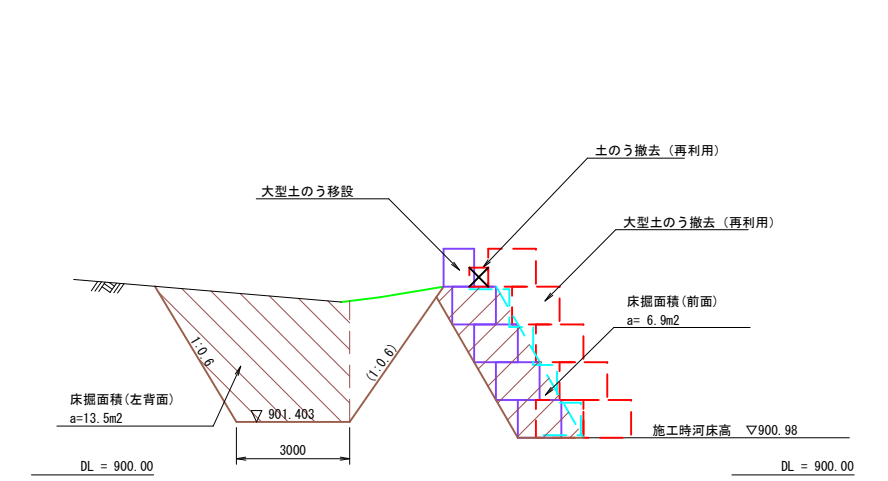 土のう撤去（再利用）
大型土のう移設
大型土のう撤去（再利用）
床掘面積(前面)
a= 6.9m2
1:0.6
(1:0.6)
床掘面積(左背面)
a=13.5m2
▽ 901.403
施工時河床高 ▽900.98
3000
DL = 900.00
DL = 900.00